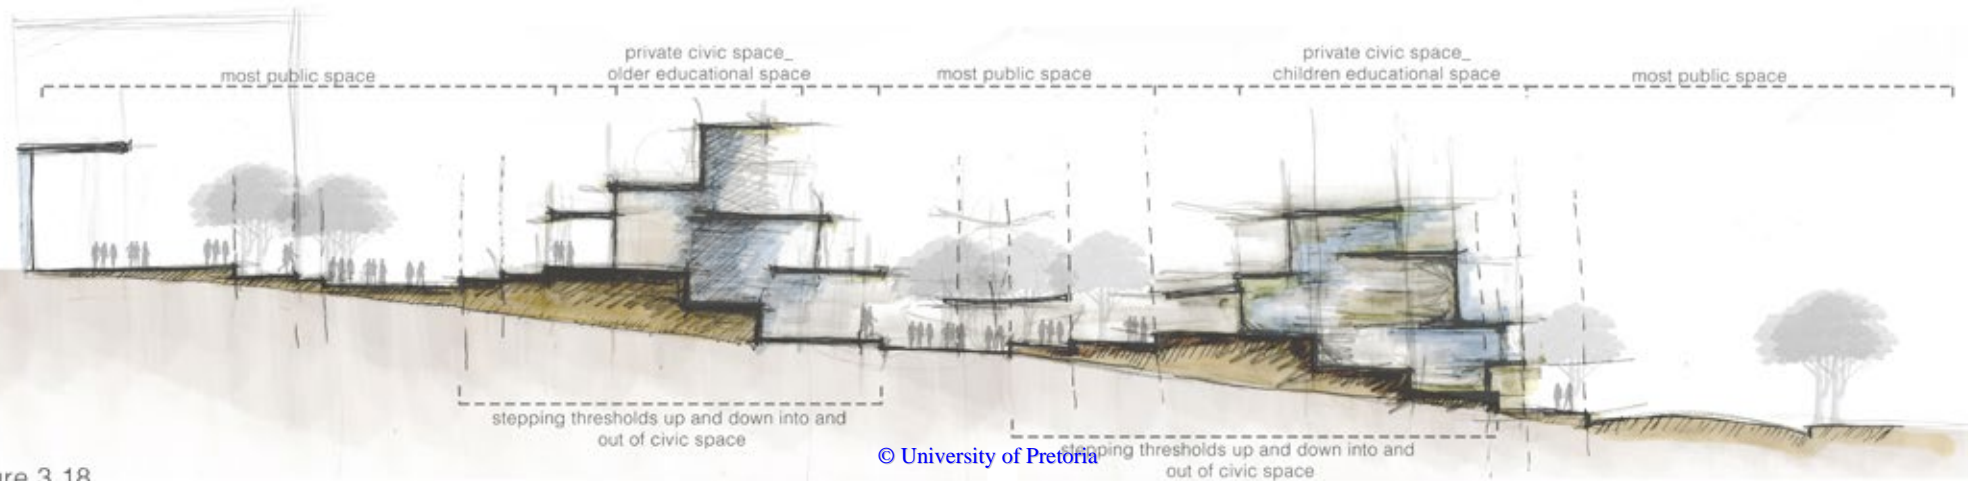 most public space
private civic space_
older educational space
most public space
private civic space_
children educational space
most public space
stepping thresholds up and down into and
out of civic space
stepping thresholds up and down into and
out of civic space
© University of Pretoria
3.18